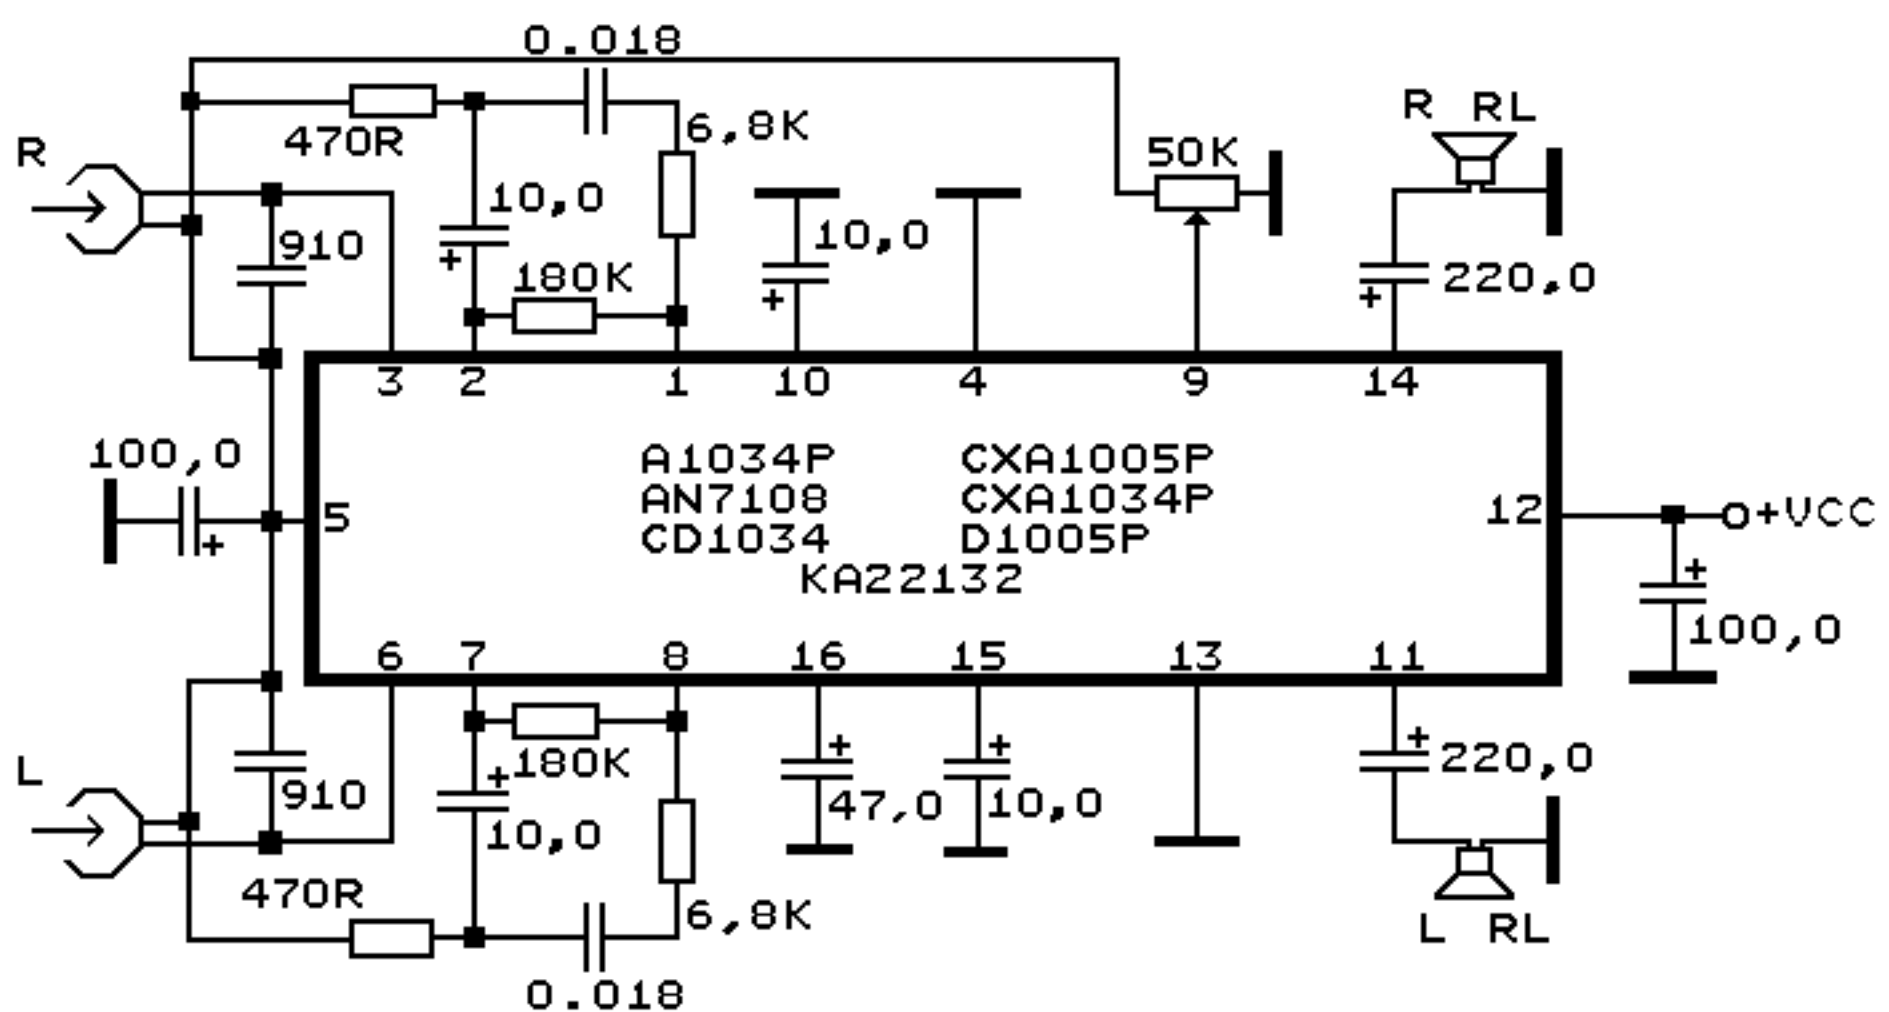 0.018
R
470R
6,8K
50K
R RL
910
10,0
180K
10,0
220,0
3 2 1 10 4 9 14
100,0
5
A1034P CXA1005P
AN7108 CXA1034P
CD1034 D1005P
KA22132
12
+VCC
+
+
+
+
+
100,0
6 7 8 16 15 13 11
L
910
+
180K
10,0
+
47,0
+
10,0
+
220,0
470R
6,8K
L RL
0.018